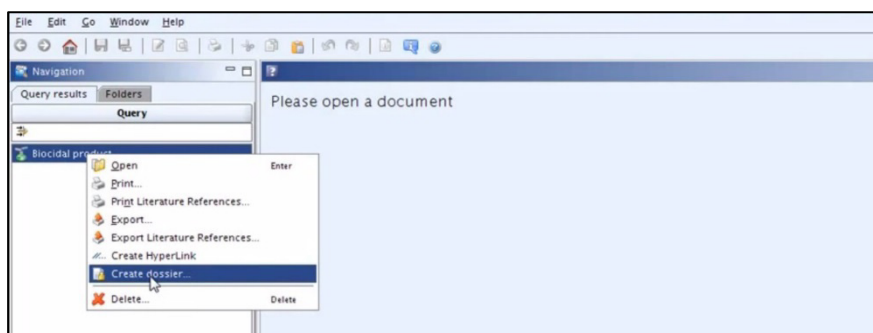 File Edit Go Window Help
Navigation
Query results Folders
Query
Please open a document
Biocidal product
Open Enter
Print...
Print Literature References...
Export...
Export Literature References...
Create HyperLink
Create dossier...
Delete... Delete